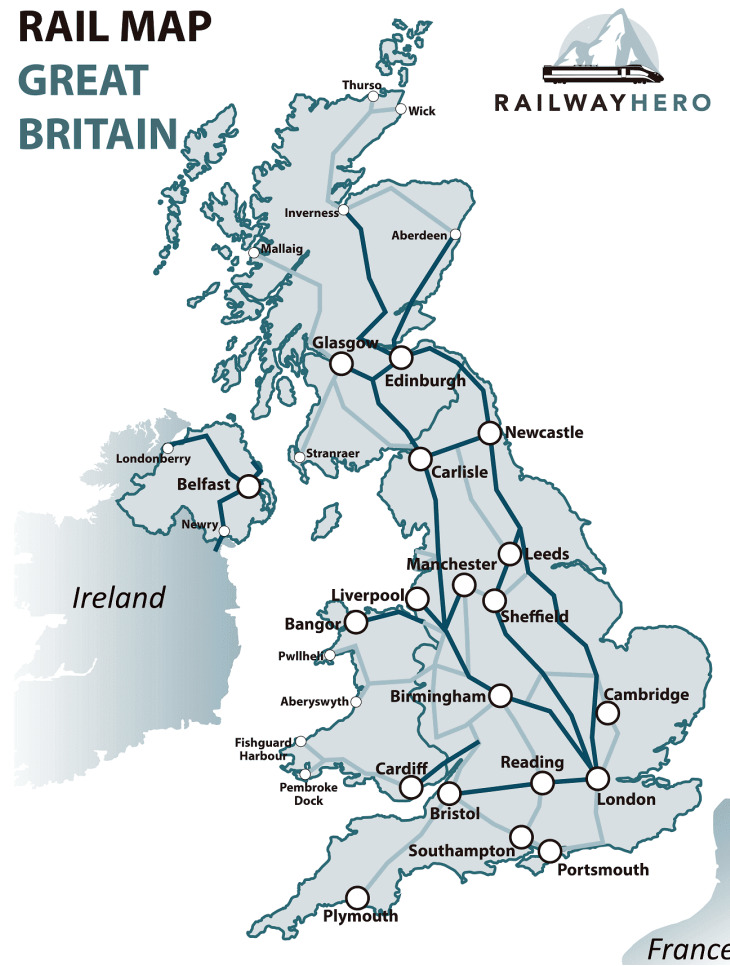 RAIL MAP
GREAT
BRITAIN
RAILWAYHERO
Thurso
Wick
Inverness
Aberdeen
Mallaig
Glasgow
Edinburgh
Newcastle
Stranraer
Carlisle
Londonberry
Belfast
Newry
Leeds
Manchester
Ireland
Liverpool
Sheffield
Bangor
Pwllheli
Birmingham
Cambridge
Aberyswyth
Fishguard
Harbour
Cardiff
Reading
Pembroke
Dock
London
Bristol
Southampton
Portsmouth
Plymouth
France